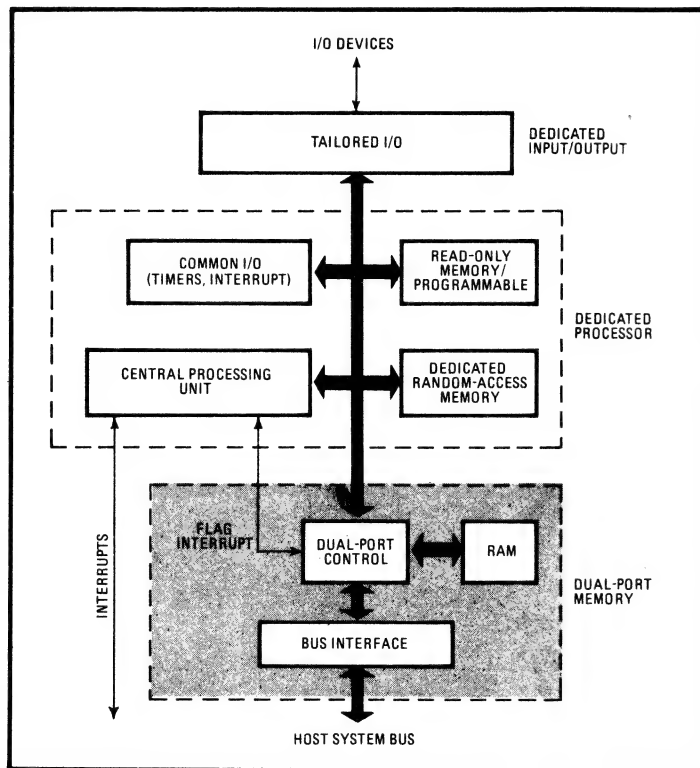 I/O DEVICES
TAILORED I/O
DEDICATED
INPUT/OUTPUT
COMMON I/O
(TIMERS, INTERRUPT)
READ-ONLY
MEMORY/
PROGRAMMABLE
DEDICATED
PROCESSOR
CENTRAL PROCESSING
UNIT
DEDICATED
RANDOM-ACCESS
MEMORY
INTERRUPTS
FLAG
INTERRUPT
DUAL-PORT
CONTROL
RAM
DUAL-PORT
MEMORY
BUS INTERFACE
HOST SYSTEM BUS